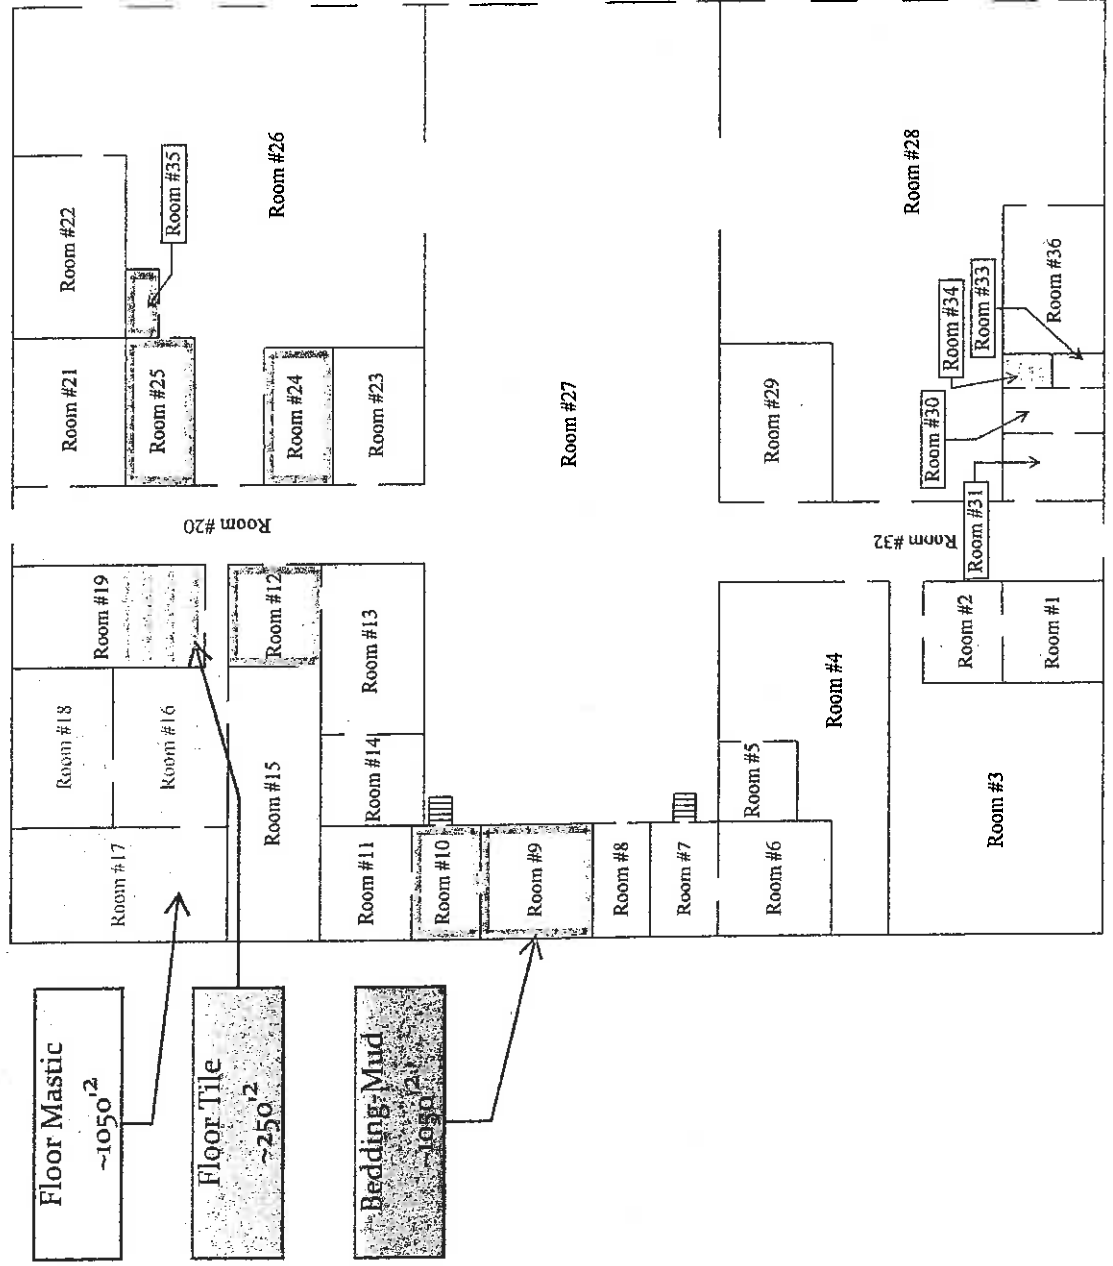 Floor Mastic
~1050'2
Floor Tile
~250'2
Bedding-Mud
~1050'2
Room #17
Room #18
Room #16
Room #19
Room #15
Room #12
Room #11
Room #14
Room #13
Room #10
Room #9
Room #8
Room #7
Room #6
Room #5
Room #4
Room #3
Room #2
Room #1
Room #20
Room #32
Room #21
Room #22
Room #25
Room #35
Room #24
Room #23
Room #26
Room #27
Room #29
Room #28
Room #31
Room #30
Room #34
Room #33
Room #36